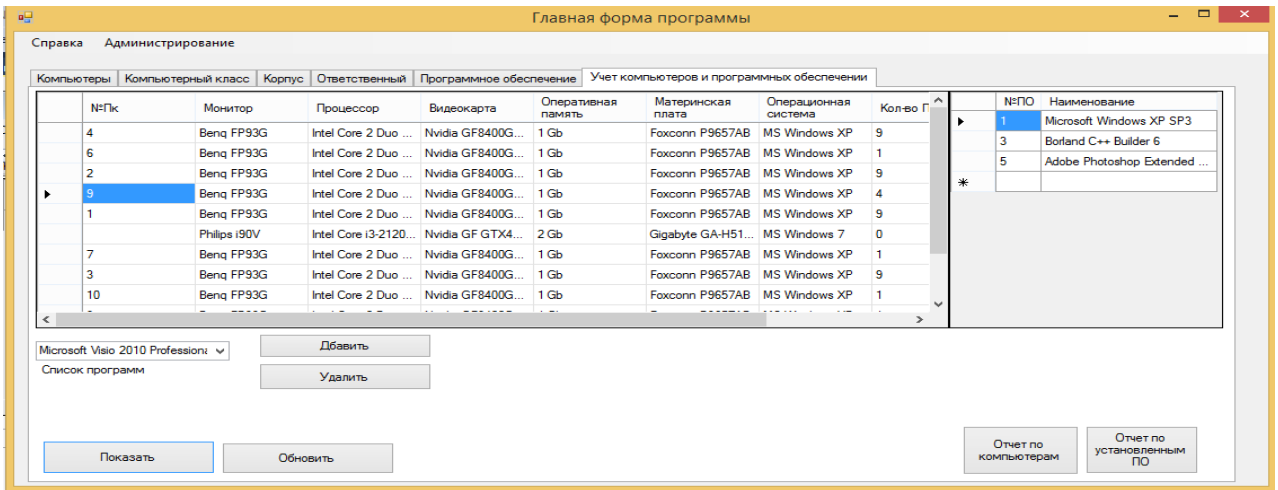 Главная форма программы
Справка Администрирование
Компьютеры Компьютерный класс Корпус Ответственный Программное обеспечение Учет компьютеров и программных обеспечении
№Пк Монитор Процессор Видеокарта Оперативная память Материнская плата Операционная система Кол-во П
4 Benq FP93G Intel Core 2 Duo ... Nvidia GF8400G... 1 Gb Foxconn P9657AB MS Windows XP 9
6 Benq FP93G Intel Core 2 Duo ... Nvidia GF8400G... 1 Gb Foxconn P9657AB MS Windows XP 1
2 Benq FP93G Intel Core 2 Duo ... Nvidia GF8400G... 1 Gb Foxconn P9657AB MS Windows XP 9
9 Benq FP93G Intel Core 2 Duo ... Nvidia GF8400G... 1 Gb Foxconn P9657AB MS Windows XP 4
1 Benq FP93G Intel Core 2 Duo ... Nvidia GF8400G... 1 Gb Foxconn P9657AB MS Windows XP 9
Philips i90V Intel Core i3-2120... Nvidia GF GTX4... 2 Gb Gigabyte GA-H51... MS Windows 7 0
7 Benq FP93G Intel Core 2 Duo ... Nvidia GF8400G... 1 Gb Foxconn P9657AB MS Windows XP 1
3 Benq FP93G Intel Core 2 Duo ... Nvidia GF8400G... 1 Gb Foxconn P9657AB MS Windows XP 9
10 Benq FP93G Intel Core 2 Duo ... Nvidia GF8400G... 1 Gb Foxconn P9657AB MS Windows XP 1
№ПО Наименование
1 Microsoft Windows XP SP3
3 Borland C++ Builder 6
5 Adobe Photoshop Extended ...
Microsoft Visio 2010 Professiona
Список программ
Дбавить
Удалить
Показать
Обновить
Отчет по компьютерам
Отчет по установленным ПО